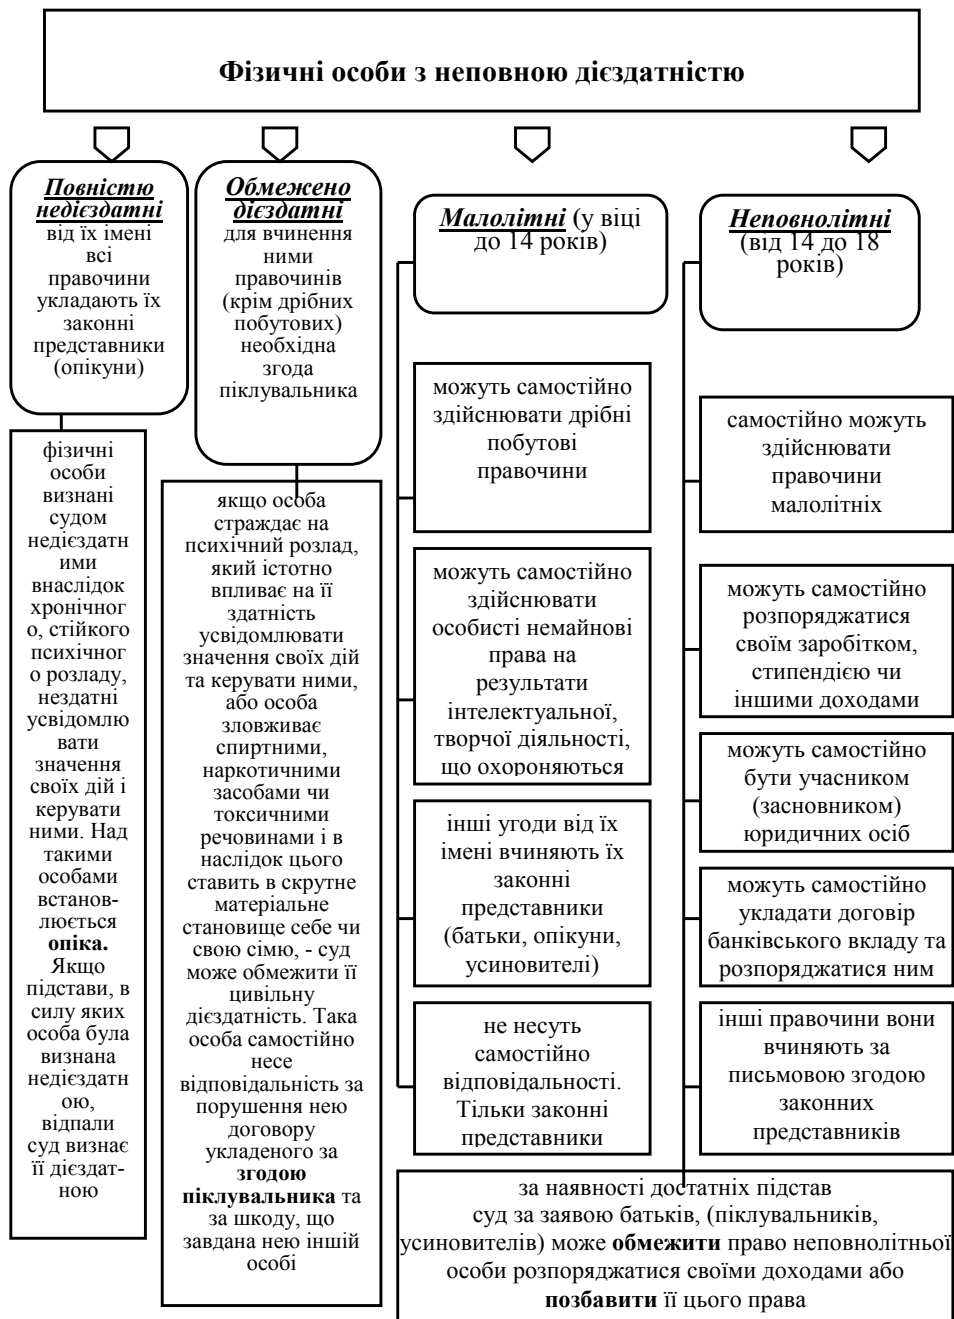 Фізичні особи з неповною дієздатністю
Повністю
недієздатні
від їх імені
всі
правочини
укладають їх
законні
представники
(опікуни)
фізичні
особи
визнані
судом
недієздатн
ими
внаслідок
хронічног
о, стійкого
психічног
о розладу,
нездатні
усвідомлю
вати
значення
своїх дій і
керувати
ними. Над
такими
особами
встанов-
люється
опіка.
Якщо
підстави, в
силу яких
особа була
визнана
недієздатн
ою,
відпали
суд визнає
її дієздат-
ною
Обмежено
дієздатні
для вчинення
ними
правочинів
(крім дрібних
побутових)
необхідна
згода
піклувальника
якщо особа
страждає на
психічний розлад,
який істотно
впливає на її
здатність
усвідомлювати
значення своїх дій
та керувати ними,
або особа
зловживає
спиртними,
наркотичними
засобами чи
токсичними
речовинами і в
наслідок цього
ставить в скрутне
матеріальне
становище себе чи
свою сімю, - суд
може обмежити її
цивільну
дієздатність. Така
особа самостійно
несе
відповідальність за
порушення нею
договору
укладеного за
згодою
піклувальника та
за шкоду, що
завдана нею іншій
особі
Малолітні (у віці
до 14 років)
можуть самостійно
здійснювати дрібні
побутові
правочини
можуть самостійно
здійснювати
особисті немайнові
права на
результати
інтелектуальної,
творчої діяльності,
що охороняються
інші угоди від їх
імені вчиняють їх
законні
представники
(батьки, опікуни,
усиновителі)
не несуть
самостійно
відповідальності.
Тільки законні
представники
Неповнолітні
(від 14 до 18
років)
самостійно можуть
здійснювати
правочини
малолітніх
можуть самостійно
розпоряджатися
своїм заробітком,
стипендією чи
іншими доходами
можуть самостійно
бути учасником
(засновником)
юридичних осіб
можуть самостійно
укладати договір
банківського вкладу та
розпоряджатися ним
інші правочини вони
вчиняють за
письмовою згодою
законних
представників
за наявності достатніх підстав
суд за заявою батьків, (піклувальників,
усиновителів) може обмежити право неповнолітньої
особи розпоряджатися своїми доходами або
позбавити її цього права